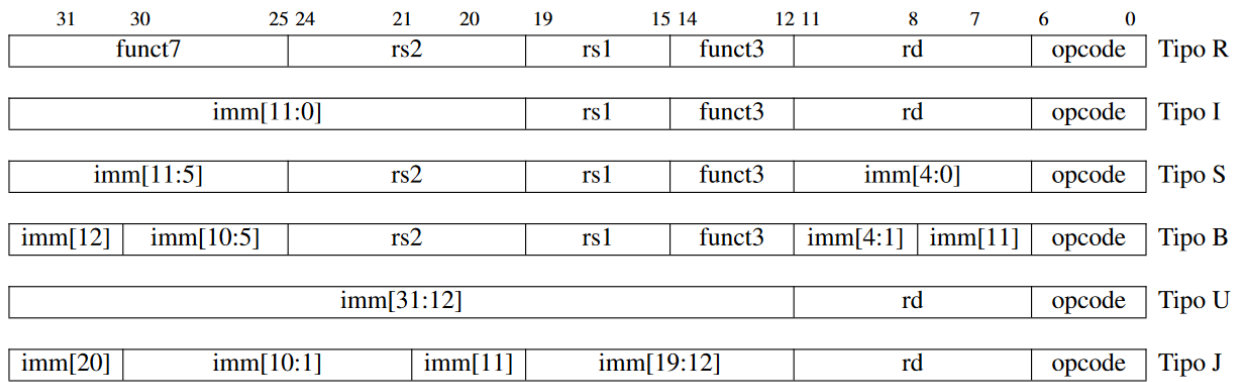 31 30 25 24 21 20 19 15 14 12 11 8 7 6 0
funct7 rs2 rs1 funct3 rd opcode Tipo R
imm[11:0] rs1 funct3 rd opcode Tipo I
imm[11:5] rs2 rs1 funct3 imm[4:0] opcode Tipo S
imm[12] imm[10:5] rs2 rs1 funct3 imm[4:1] imm[11] opcode Tipo B
imm[31:12] rd opcode Tipo U
imm[20] imm[10:1] imm[11] imm[19:12] rd opcode Tipo J